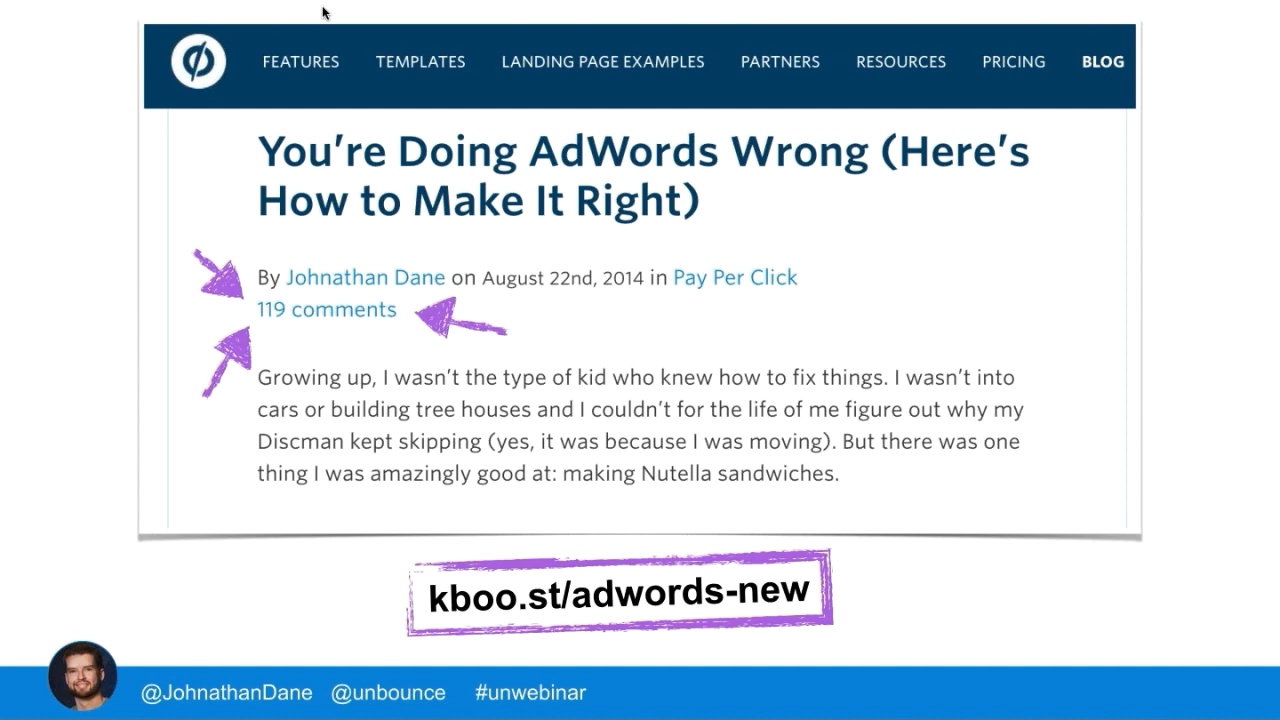 FEATURES TEMPLATES LANDING PAGE EXAMPLES PARTNERS RESOURCES PRICING BLOG
You’re Doing AdWords Wrong (Here’s
How to Make It Right)
By Johnathan Dane on August 22nd, 2014 in Pay Per Click
119 comments
Growing up, I wasn’t the type of kid who knew how to fix things. I wasn’t into
cars or building tree houses and I couldn’t for the life of me figure out why my
Discman kept skipping (yes, it was because I was moving). But there was one
thing I was amazingly good at: making Nutella sandwiches.
kboo.st/adwords-new
@JohnathanDane @unbounce #unwebinar